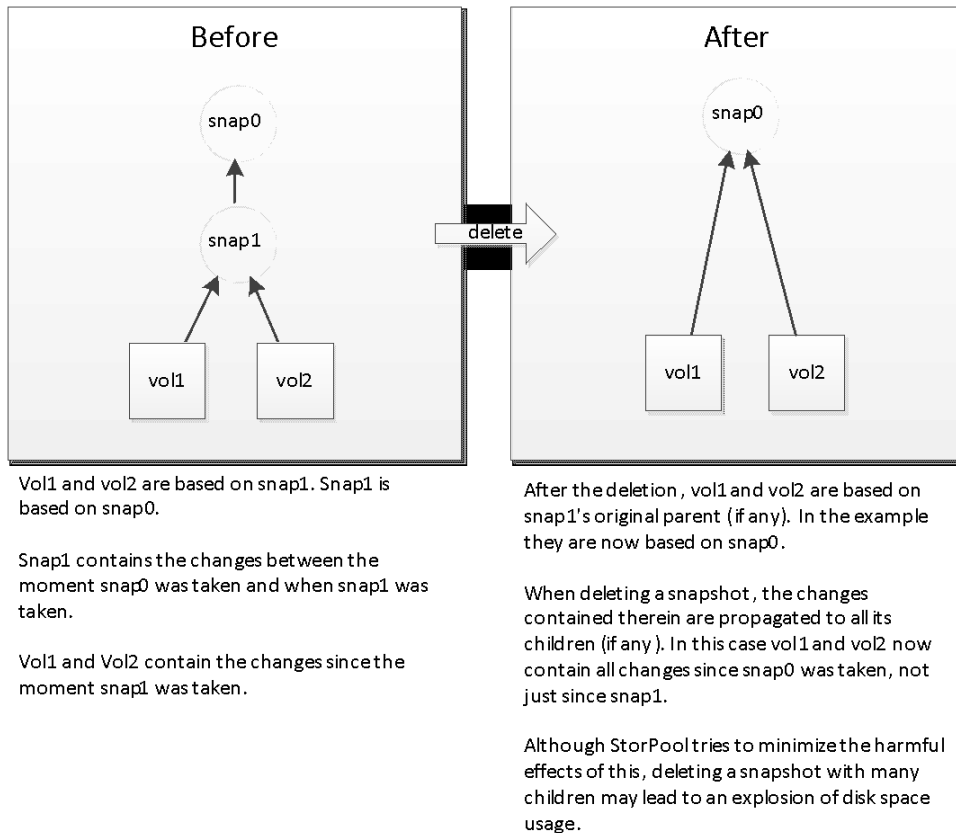 Before
snap0
snap1
vol1
vol2
delete
After
snap0
vol1
vol2
Vol1 and vol2 are based on snap1. Snap1 is
based on snap0.
Snap1 contains the changes between the
moment snap0 was taken and when snap1 was
taken.
Vol1 and Vol2 contain the changes since the
moment snap1 was taken.
After the deletion, vol1 and vol2 are based on
snap1's original parent (if any). In the example
they are now based on snap0.
When deleting a snapshot, the changes
contained therein are propagated to all its
children (if any). In this case vol1 and vol2 now
contain all changes since snap0 was taken, not
just since snap1.
Although StorPool tries to minimize the harmful
effects of this, deleting a snapshot with many
children may lead to an explosion of disk space
usage.